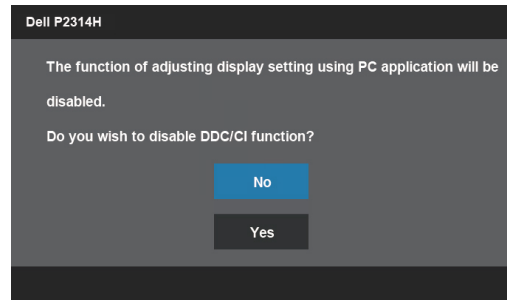 Dell P2314H
The function of adjusting display setting using PC application will be
disabled.
Do you wish to disable DDC/CI function?
No
Yes